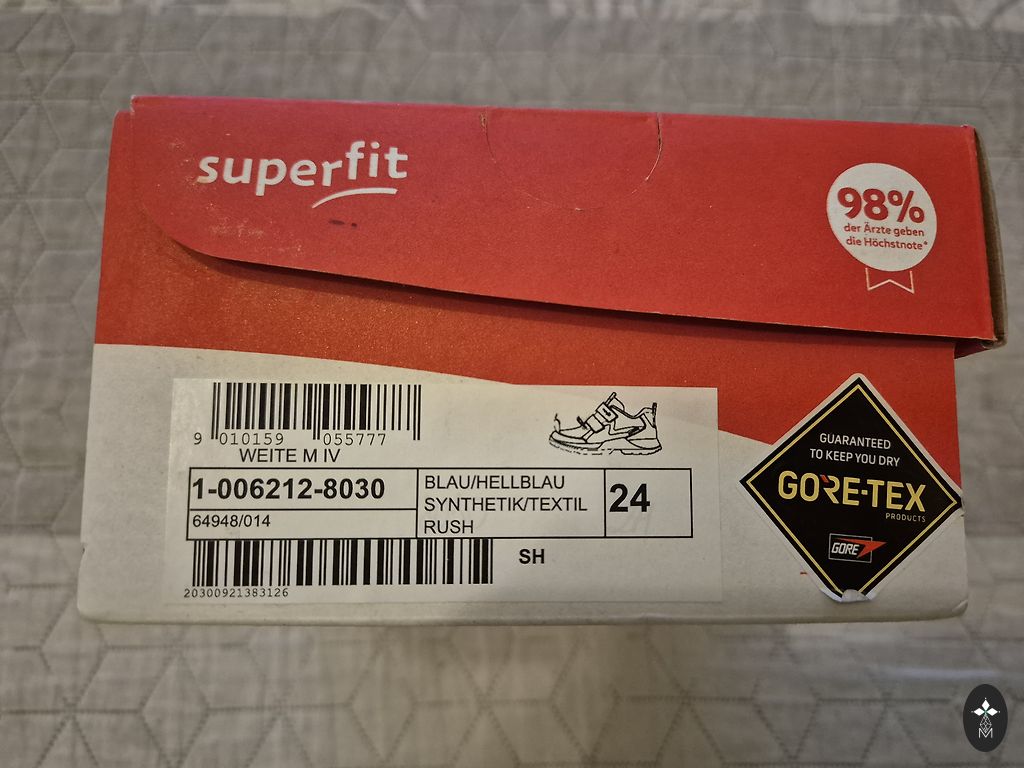 superfit
98%
der Ärzte geben
die Höchstnote*
9 010159 055777
WEITE M IV
1-006212-8030
64948/014
BLAU/HELLBLAU
SYNTHETIK/TEXTIL
RUSH
24
20300921383126
SH
GUARANTEED
TO KEEP YOU DRY
GORE-TEX
PRODUCTS
GORE
M